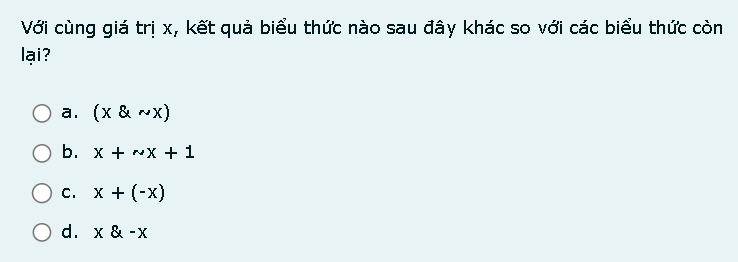 Với cùng giá trị x, kết quả biểu thức nào sau đây khác so với các biểu thức còn
lại?
a. (x & ~x)
b. x + ~x + 1
c. x + (-x)
d. x & -x